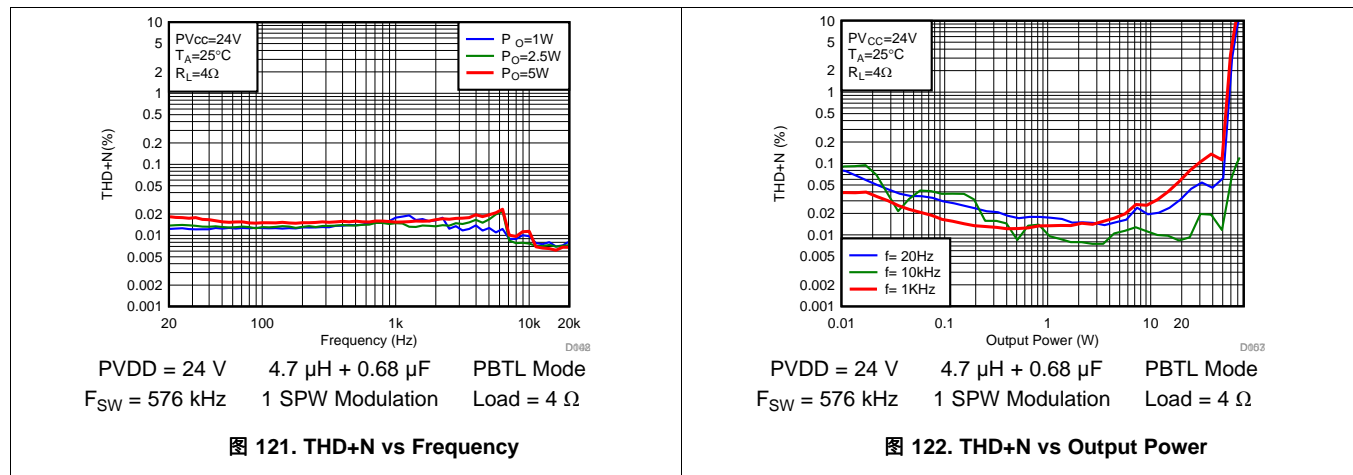 10
5
2
1
0.5
0.2
0.1
0.05
0.02
0.01
0.005
0.002
0.001
THD+N(%)
PVcc=24V
TA=25°C
RL=4Ω
P O=1W
PO=2.5W
PO=5W
20 100 1k 10k 20k
Frequency (Hz)
PVDD = 24 V 4.7 µH + 0.68 µF PBTL Mode
FSW = 576 kHz 1 SPW Modulation Load = 4 Ω
图 121. THD+N vs Frequency
10
5
2
1
0.5
0.2
0.1
0.05
0.02
0.01
0.005
0.002
0.001
THD+N (%)
PVCC=24V
TA=25°C
RL=4Ω
f= 20Hz
f= 10kHz
f= 1KHz
0.01 0.1 1 10 20
Output Power (W)
PVDD = 24 V 4.7 µH + 0.68 µF PBTL Mode
FSW = 576 kHz 1 SPW Modulation Load = 4 Ω
图 122. THD+N vs Output Power